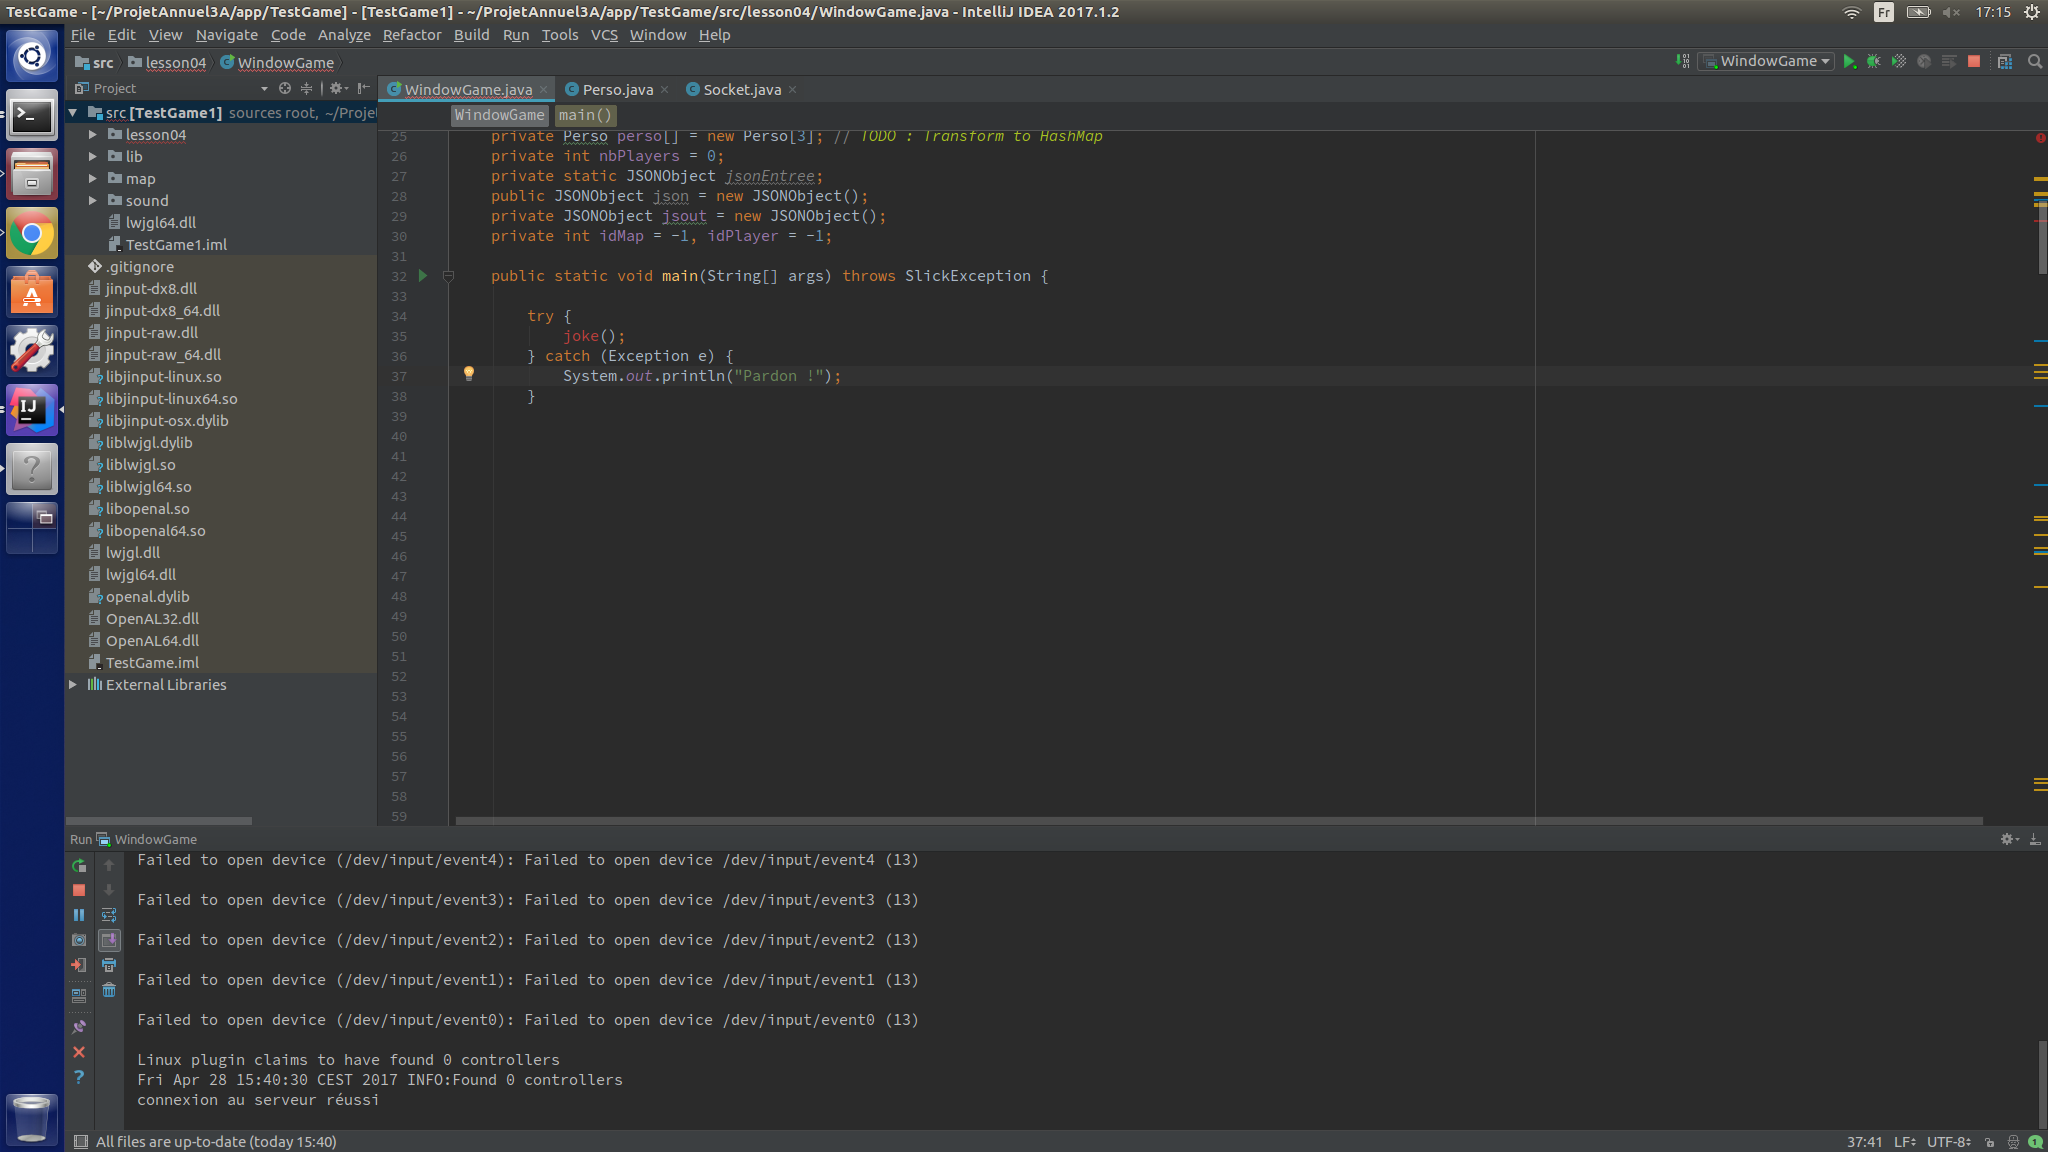 TestGame - [~/ProjetAnnuel3A/app/TestGame] - [TestGame1] - ~/ProjetAnnuel3A/app/TestGame/src/lesson04/WindowGame.java - IntelliJ IDEA 2017.1.2
Fr
17:15
File Edit View Navigate Code Analyze Refactor Build Run Tools VCS Window Help
src lesson04 WindowGame
WindowGame
Project
WindowGame.java Perso.java Socket.java
WindowGame main()
src [TestGame1] sources root, ~/Projet
lesson04
lib
map
sound
lwjgl64.dll
TestGame1.iml
.gitignore
jinput-dx8.dll
jinput-dx8_64.dll
jinput-raw.dll
jinput-raw_64.dll
libjinput-linux.so
libjinput-linux64.so
libjinput-osx.dylib
liblwjgl.dylib
liblwjgl.so
liblwjgl64.so
libopenal.so
libopenal64.so
lwjgl.dll
lwjgl64.dll
openal.dylib
OpenAL32.dll
OpenAL64.dll
TestGame.iml
External Libraries
25 private Perso perso[] = new Perso[3]; // TODO : Transform to HashMap
26 private int nbPlayers = 0;
27 private static JSONObject jsonEntree;
28 public JSONObject json = new JSONObject();
29 private JSONObject jsout = new JSONObject();
30 private int idMap = -1, idPlayer = -1;
31
32 public static void main(String[] args) throws SlickException {
33
34 try {
35 joke();
36 } catch (Exception e) {
37 System.out.println("Pardon !");
38 }
39
40
41
42
43
44
45
46
47
48
49
50
51
52
53
54
55
56
57
58
59
Run WindowGame
Failed to open device (/dev/input/event4): Failed to open device /dev/input/event4 (13)
Failed to open device (/dev/input/event3): Failed to open device /dev/input/event3 (13)
Failed to open device (/dev/input/event2): Failed to open device /dev/input/event2 (13)
Failed to open device (/dev/input/event1): Failed to open device /dev/input/event1 (13)
Failed to open device (/dev/input/event0): Failed to open device /dev/input/event0 (13)
Linux plugin claims to have found 0 controllers
Fri Apr 28 15:40:30 CEST 2017 INFO:Found 0 controllers
connexion au serveur réussi
All files are up-to-date (today 15:40)
37:41 LF UTF-8 1